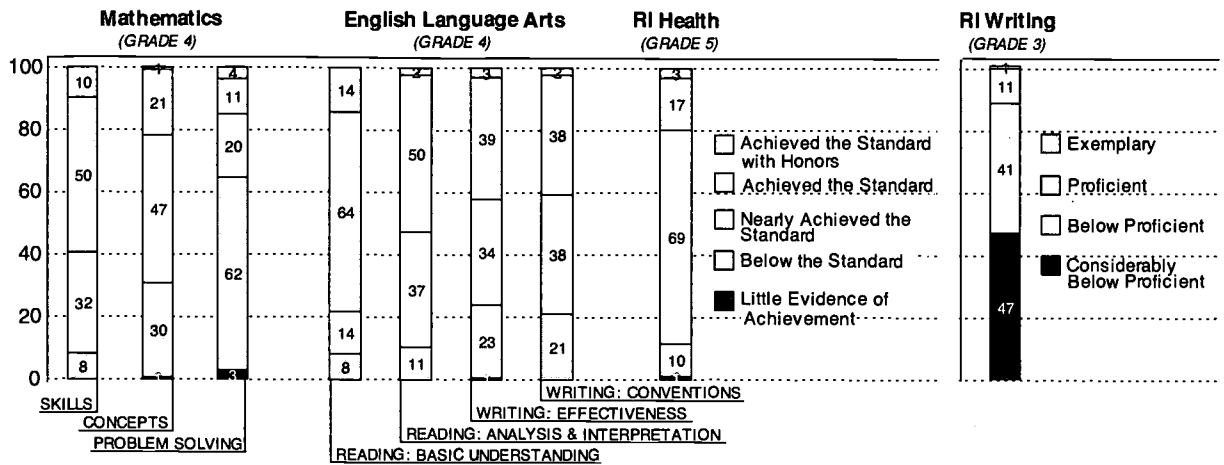 Mathematics
(GRADE 4)
English Language Arts
(GRADE 4)
RI Health
(GRADE 5)
RI Writing
(GRADE 3)
100
80
60
40
20
0
10
50
32
8
1
21
47
30
4
11
20
62
3
14
64
14
8
2
50
37
11
3
39
34
23
2
38
38
21
3
17
69
10
Achieved the Standard
with Honors
Achieved the Standard
Nearly Achieved the
Standard
Below the Standard
Little Evidence of
Achievement
1
11
41
47
Exemplary
Proficient
Below Proficient
Considerably
Below Proficient
SKILLS
CONCEPTS
PROBLEM SOLVING
WRITING: CONVENTIONS
WRITING: EFFECTIVENESS
READING: ANALYSIS & INTERPRETATION
READING: BASIC UNDERSTANDING